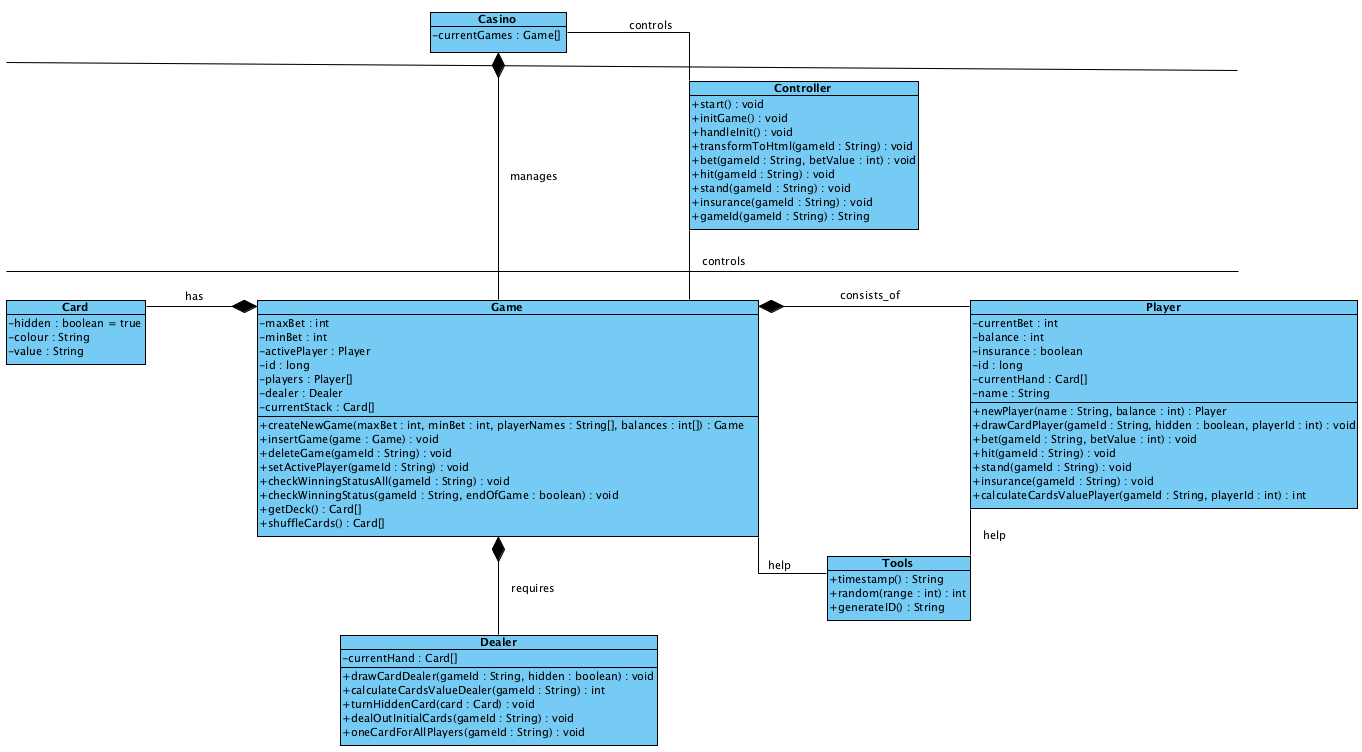 Casino
-currentGames : Game[]
controls
Controller
+start() : void
+initGame() : void
+handleInit() : void
+transformToHtml(gameId : String) : void
+bet(gameId : String, betValue : int) : void
+hit(gameId : String) : void
+stand(gameId : String) : void
+insurance(gameId : String) : void
+gameId(gameId : String) : String
manages
controls
Card
-hidden : boolean = true
-colour : String
-value : String
has
Game
-maxBet : int
-minBet : int
-activePlayer : Player
-id : long
-players : Player[]
-dealer : Dealer
-currentStack : Card[]
+createNewGame(maxBet : int, minBet : int, playerNames : String[], balances : int[]) : Game
+insertGame(game : Game) : void
+deleteGame(gameId : String) : void
+setActivePlayer(gameId : String) : void
+checkWinningStatusAll(gameId : String) : void
+checkWinningStatus(gameId : String, endOfGame : boolean) : void
+getDeck() : Card[]
+shuffleCards() : Card[]
consists_of
Player
-currentBet : int
-balance : int
-insurance : boolean
-id : long
-currentHand : Card[]
-name : String
+newPlayer(name : String, balance : int) : Player
+drawCardPlayer(gameId : String, hidden : boolean, playerId : int) : void
+bet(gameId : String, betValue : int) : void
+hit(gameId : String) : void
+stand(gameId : String) : void
+insurance(gameId : String) : void
+calculateCardsValuePlayer(gameId : String, playerId : int) : int
help
help
Tools
+timestamp() : String
+random(range : int) : int
+generateID() : String
requires
Dealer
-currentHand : Card[]
+drawCardDealer(gameId : String, hidden : boolean) : void
+calculateCardsValueDealer(gameId : String) : int
+turnHiddenCard(card : Card) : void
+dealOutInitialCards(gameId : String) : void
+oneCardForAllPlayers(gameId : String) : void